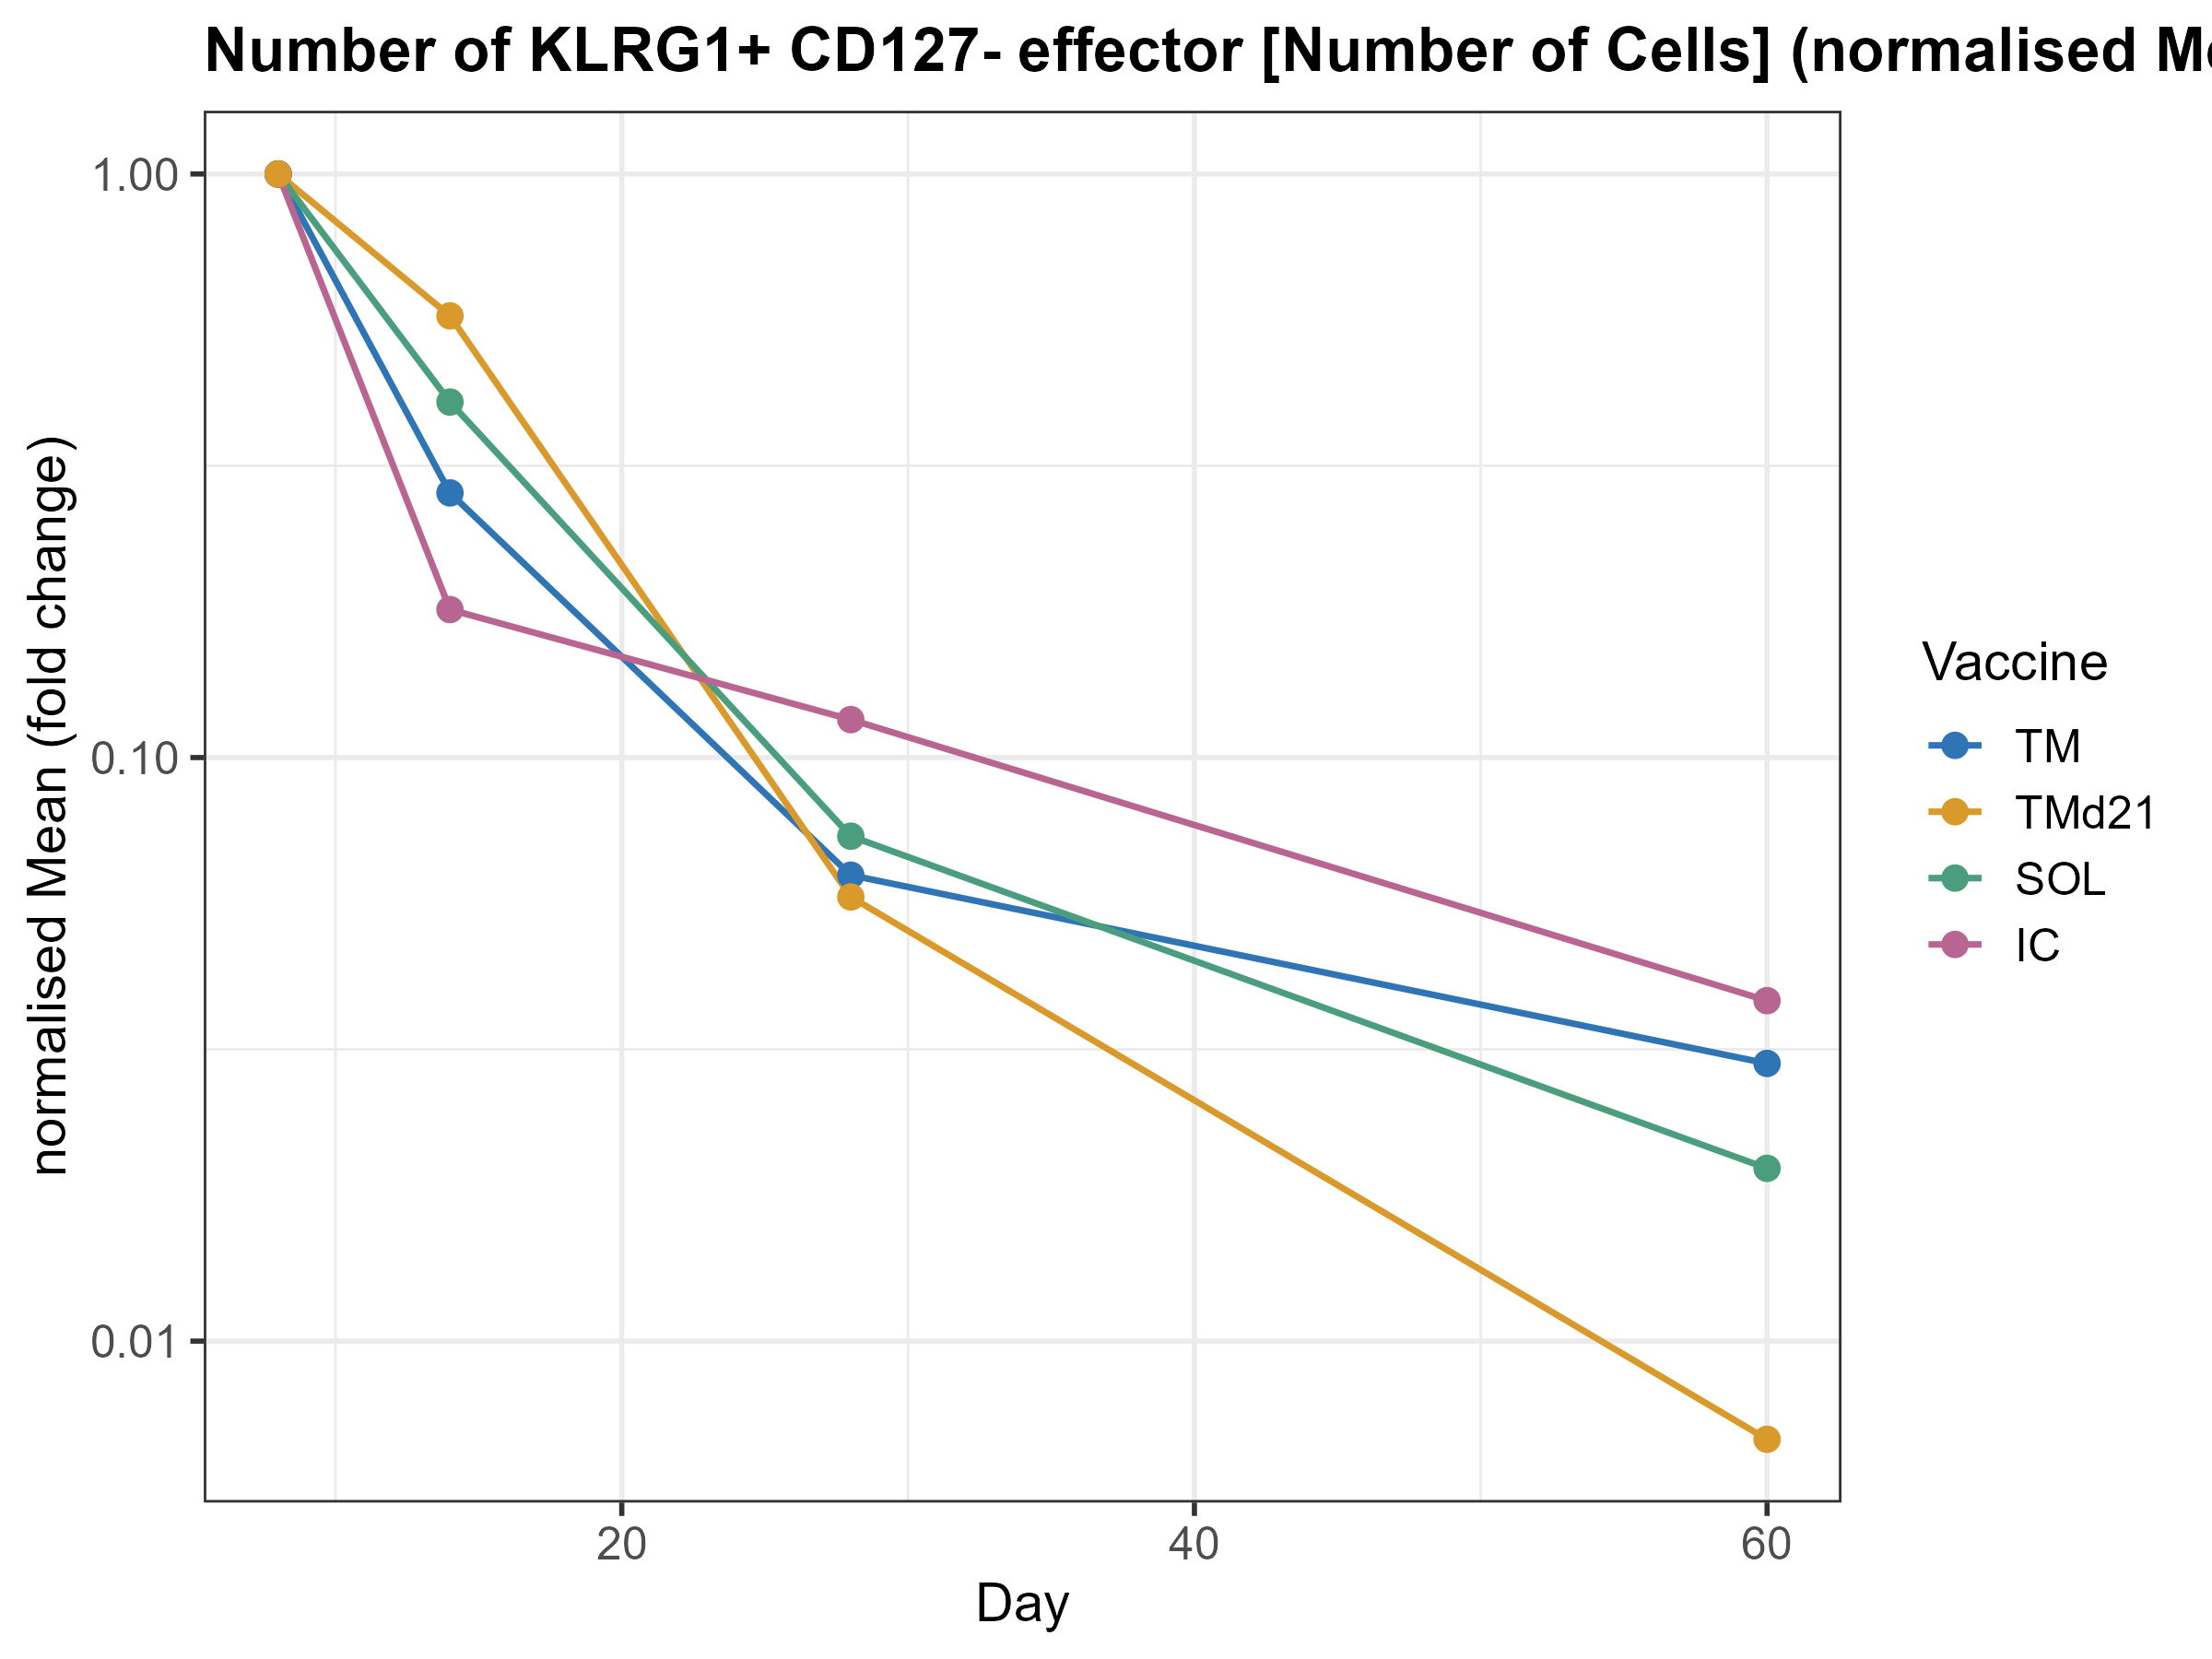 Number of KLRG1+ CD127- effector [Number of Cells] (normalised
normalised Mean (fold change)
1.00
0.10
0.01
20 40 60
Day
Vaccine
TM
TMd21
SOL
IC